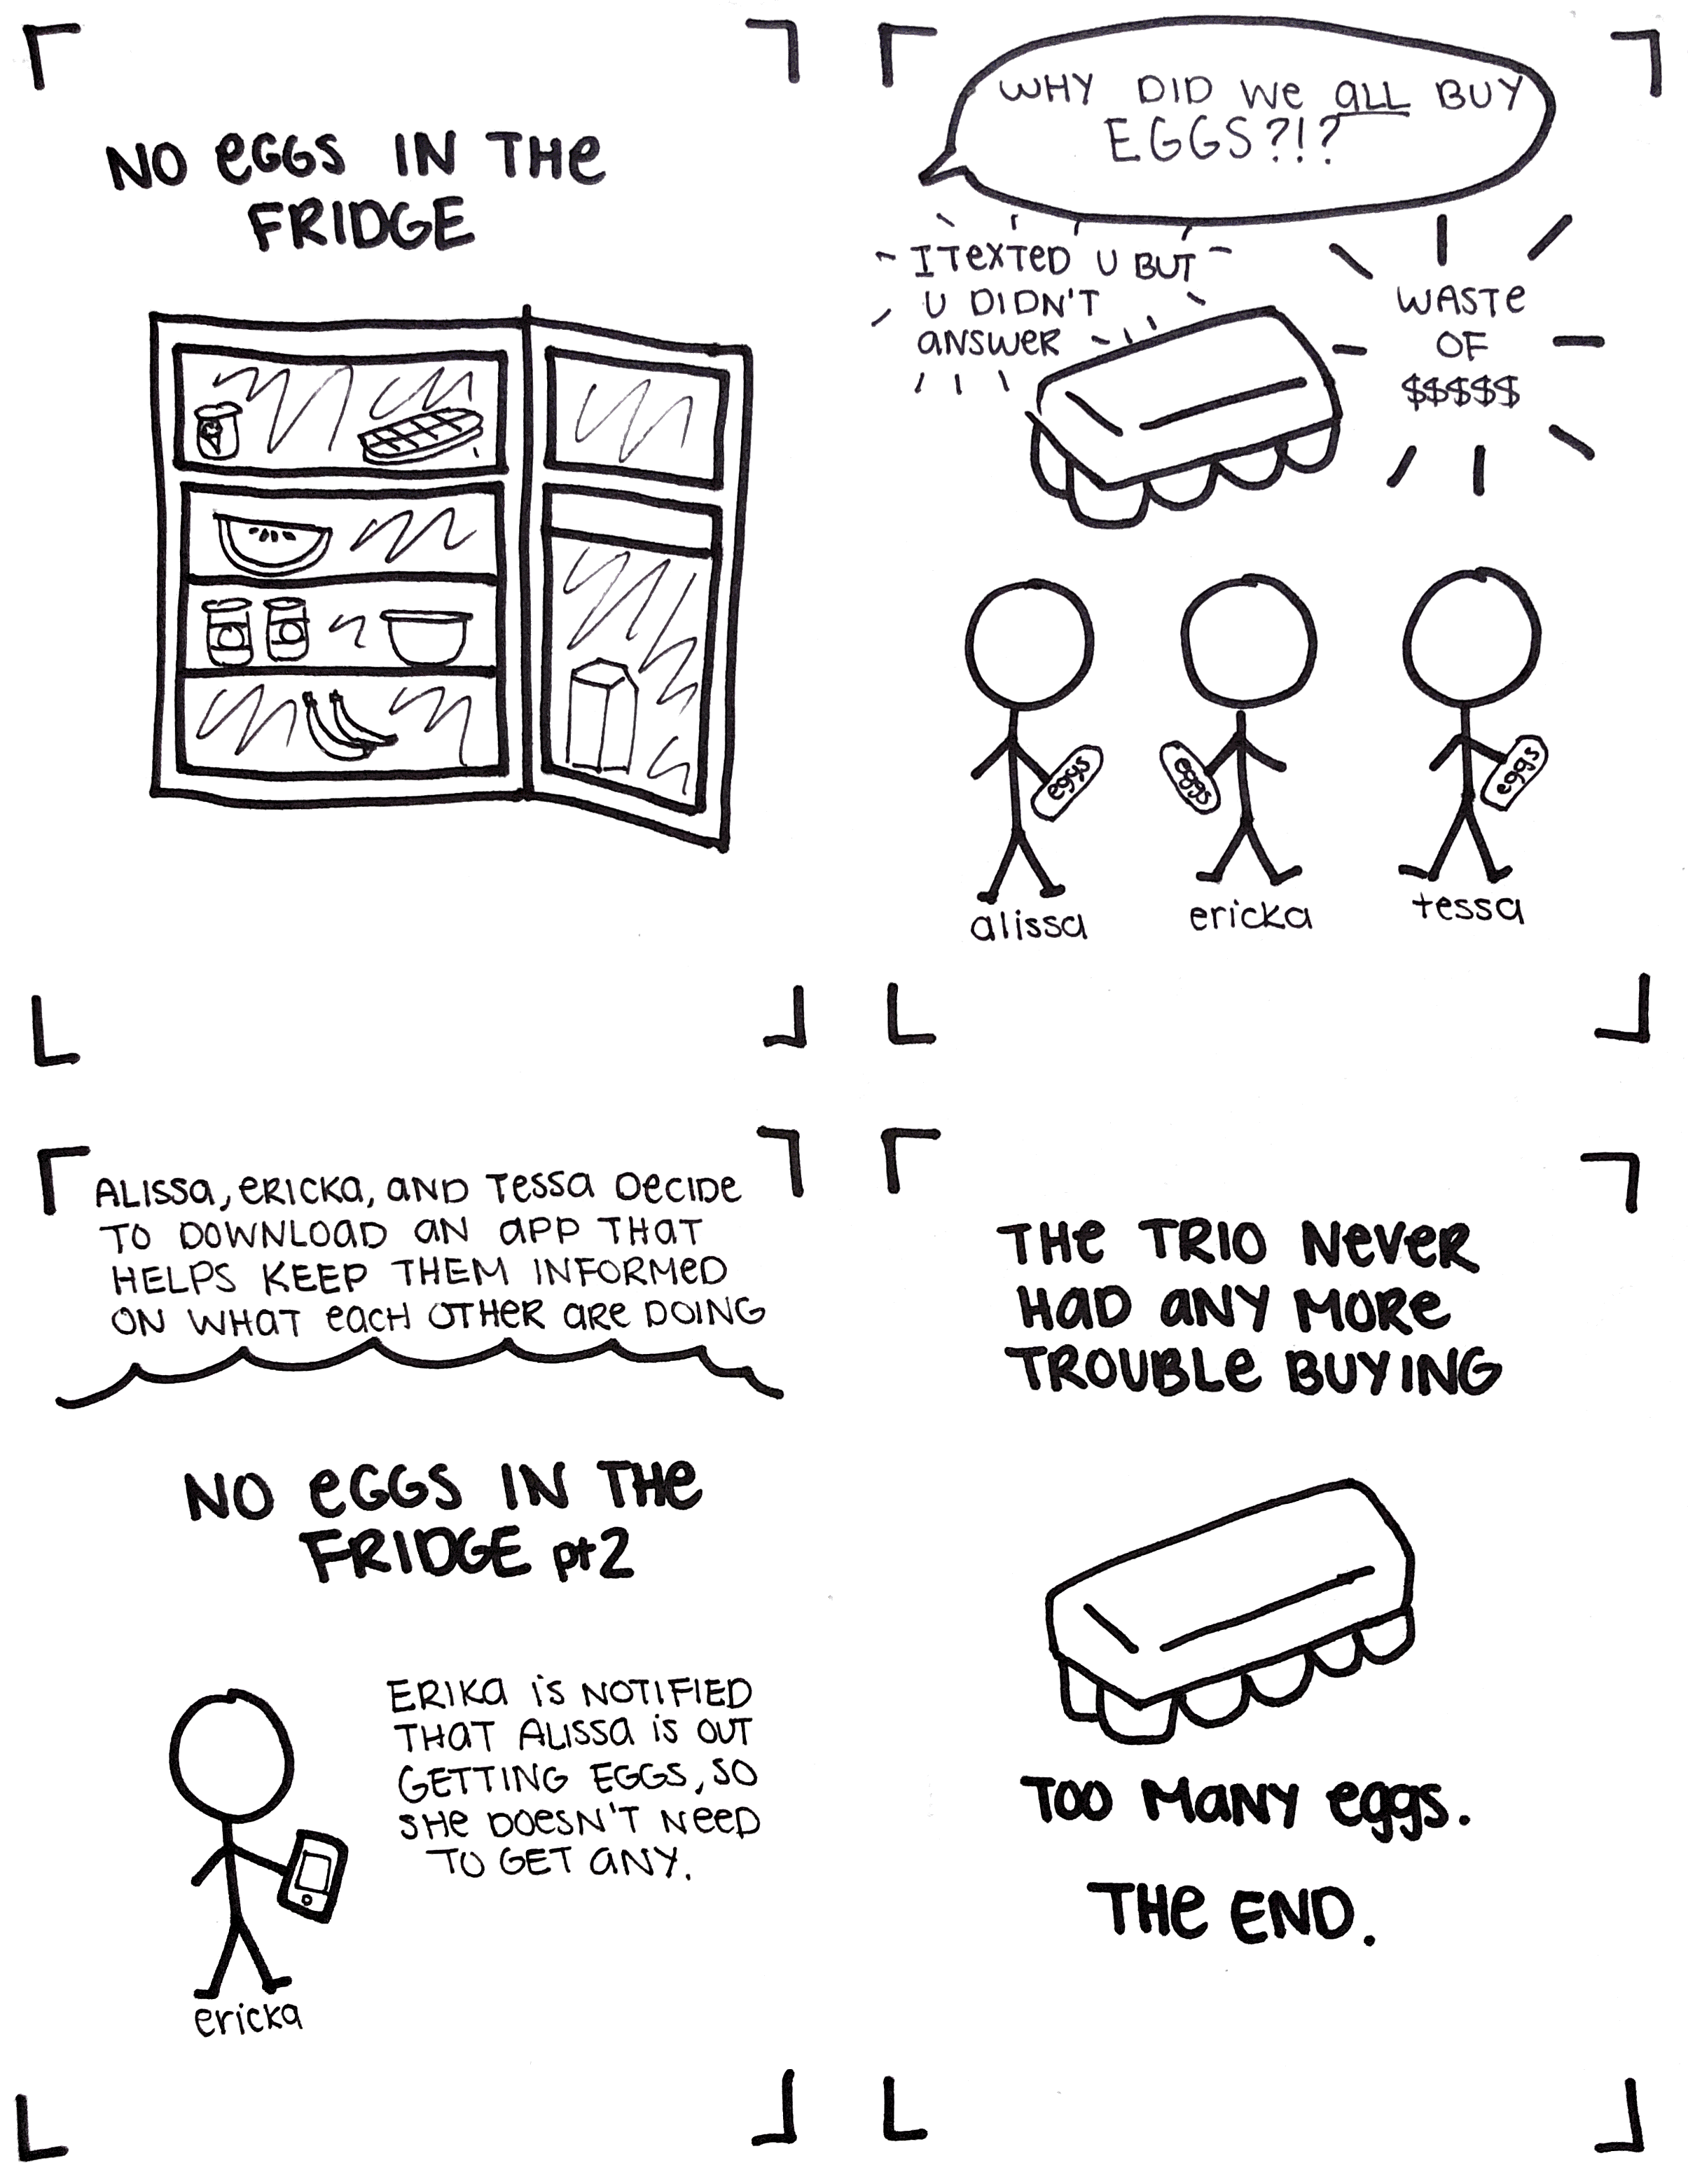 NO eGGS IN THe
FRIDGE
WHY DID We aLL BUY
EGGS?!?
I TexTeD U BUT
U DIDN'T
aNSWeR
WaSTe
OF
$$$$$
eggs
eggs
eggs
alissa
ericka
tessa
ALISSa, eRICKa, aND TeSSa DeCIDe
TO DOWNLOAD aN aPP THaT
HELPS KEEP THEM INFORMeD
ON WHaT eacH OTHeR aRe DOING
NO eGGS IN THe
FRIDGE pt2
ERIKa iS NOTIFIED
THAT ALISSa iS OUT
GETTING EGGS, SO
SHe DOeSN'T NeeD
TO GET aNY.
ericka
THe TRIO NeVeR
HaD aNY MORe
TROUBLe BUYING
TOO MaNY eggs.
THe END.